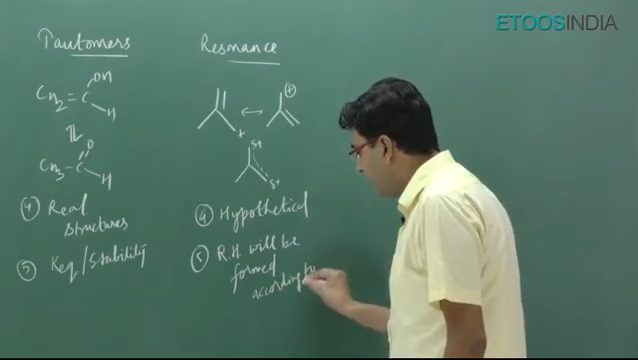 ETOOSINDIA
Tautomers
CH2=C
OH
H
⇅
CH3-C
O
H
④ Real
structures
⑤ Keq/Stability
Resonance
+
↔
+
δ+
δ+
④ Hypothetical
⑤ R.H. will be
formed
according to